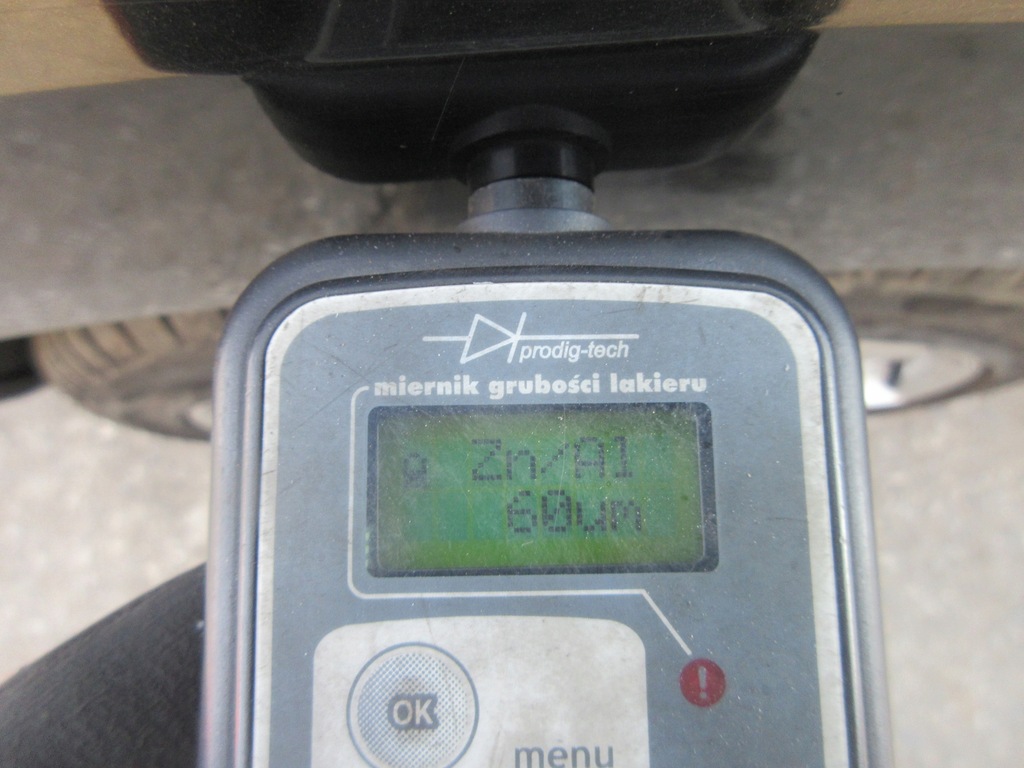 prodig-tech
miernik grubości lakieru
Zn/Al
60um
!
OK
menu